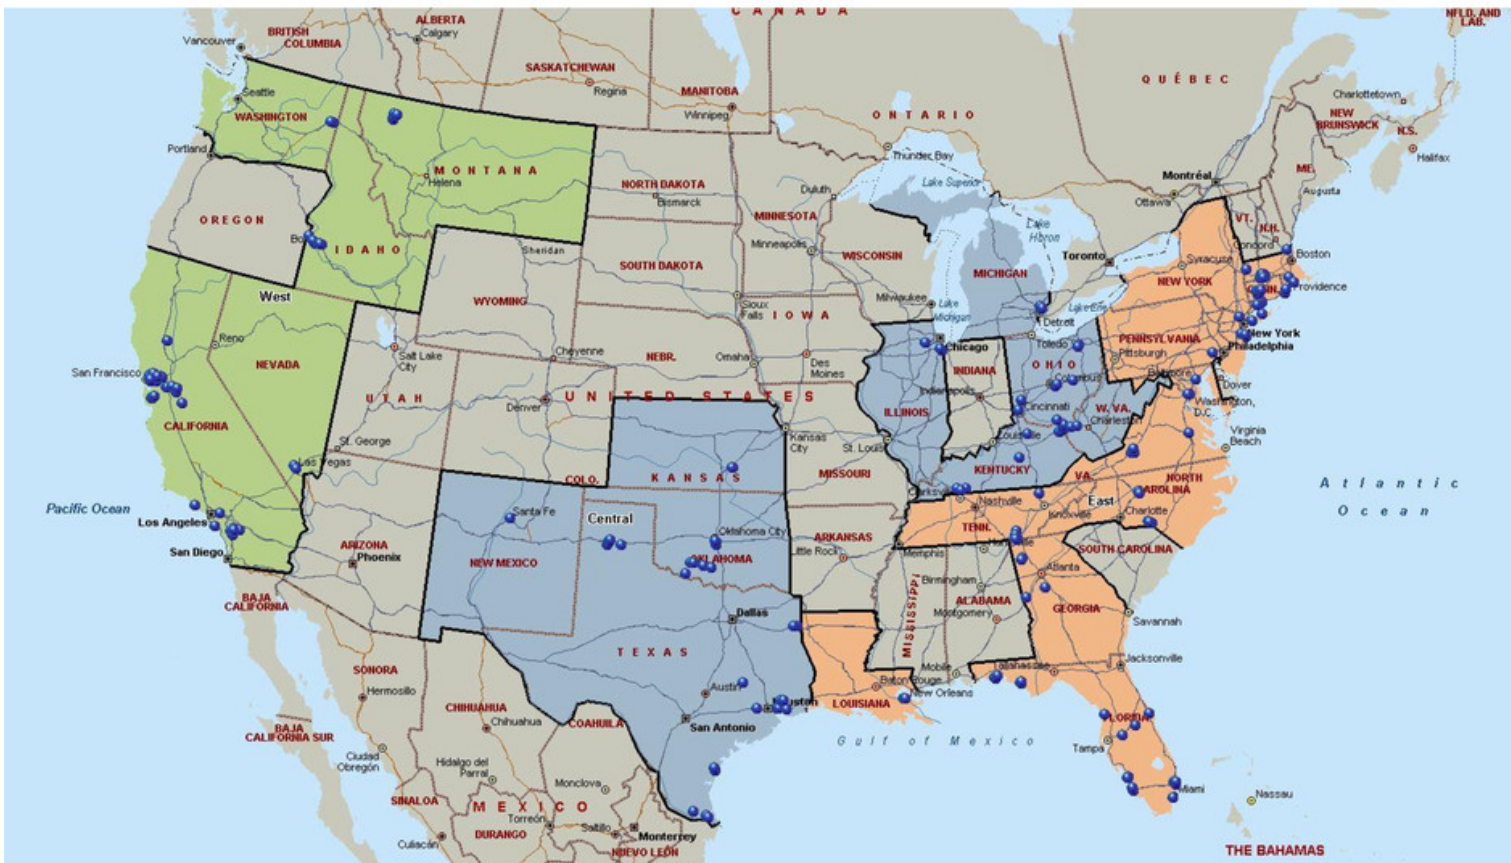 CANADA
NFLD. AND
LAB.
ALBERTA
Calgary
BRITISH
COLUMBIA
Vancouver
SASKATCHEWAN
Regina
MANITOBA
Winnipeg
QUÉBEC
ONTARIO
Charlottetown
NEW
BRUNSWICK
N.S.
Halifax
Seattle
WASHINGTON
Portland
MONTANA
Helena
NORTH DAKOTA
Bismarck
Duluth
Thunder Bay
Lake Superior
Montréal
Ottawa
ME.
Augusta
VT.
N.H.
Concord
Boston
OREGON
IDAHO
Sheridan
MINNESOTA
Minneapolis
WISCONSIN
Lake
Huron
Toronto
Syracuse
NEW YORK
SOUTH DAKOTA
MICHIGAN
West
WYOMING
Sioux
Falls
IOWA
Milwaukee
Lake
Michigan
Lake Erie
Detroit
Providence
Reno
NEVADA
Salt Lake
City
Cheyenne
NEBR.
Omaha
Des
Moines
Chicago
Toledo
OHIO
PENNSYLVANIA
Pittsburgh
New York
Philadelphia
San Francisco
UTAH
Denver
UNITED STATES
INDIANA
Indianapolis
Columbus
Dover
Washington,
D.C.
CALIFORNIA
ILLINOIS
Cincinnati
W. VA.
Charleston
Virginia
Beach
St. George
Kansas
City
St. Louis
Louisville
Las Vegas
COLO.
KANSAS
MISSOURI
KENTUCKY
VA.
NORTH
CAROLINA
Atlantic
Ocean
Pacific Ocean
Los Angeles
San Diego
Santa Fe
Central
Oklahoma City
Nashville
Knoxville
East
Charlotte
TENN.
ARIZONA
Phoenix
NEW MEXICO
OKLAHOMA
ARKANSAS
Little Rock
Memphis
SOUTH CAROLINA
BAJA
CALIFORNIA
Dallas
Birmingham
ALABAMA
Montgomery
MISSISSIPPI
Atlanta
GEORGIA
Savannah
TEXAS
SONORA
Hermosillo
Austin
San Antonio
LOUISIANA
Baton Rouge
New Orleans
Mobile
Tallahassee
Jacksonville
CHIHUAHUA
Chihuahua
COAHUILA
BAJA
CALIFORNIA SUR
Ciudad
Obregón
Hidalgo del
Parral
Monclova
Gulf of Mexico
FLORIDA
Tampa
Miami
Nassau
SINALOA
MEXICO
DURANGO
Torreón
Saltillo
Monterrey
Culiacán
NUEVO LEÓN
THE BAHAMAS